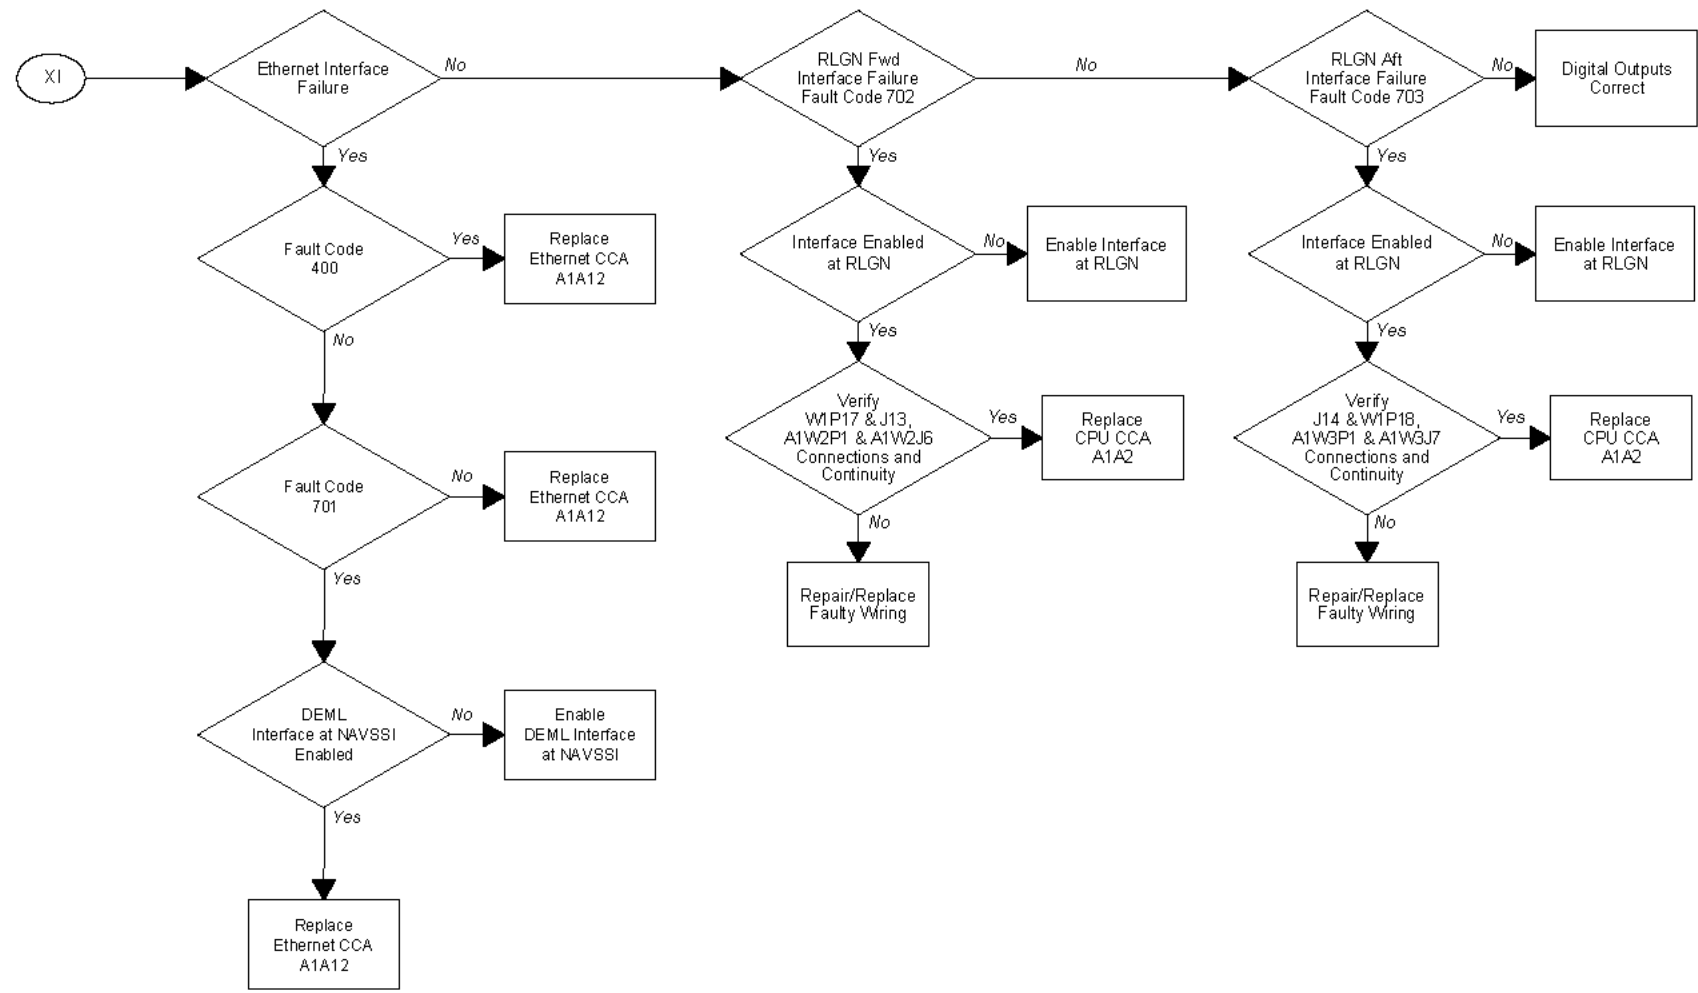 XI
Ethernet Interface
Failure
No
Yes
RLGN Fwd
Interface Failure
Fault Code 702
No
Yes
RLGN Aft
Interface Failure
Fault Code 703
No
Yes
Digital Outputs
Correct
Fault Code
400
Yes
No
Replace
Ethernet CCA
A1A12
Interface Enabled
at RLGN
No
Yes
Enable Interface
at RLGN
Interface Enabled
at RLGN
No
Yes
Enable Interface
at RLGN
Verify
W1P17 & J13,
A1W2P1 & A1W2J6
Connections and
Continuity
Yes
No
Replace
CPU CCA
A1A2
Verify
J14 & W1P18,
A1W3P1 & A1W3J7
Connections and
Continuity
Yes
No
Replace
CPU CCA
A1A2
Fault Code
701
No
Yes
Replace
Ethernet CCA
A1A12
Repair/Replace
Faulty Wiring
Repair/Replace
Faulty Wiring
DEML
Interface at NAVSSI
Enabled
No
Yes
Enable
DEML Interface
at NAVSSI
Replace
Ethernet CCA
A1A12